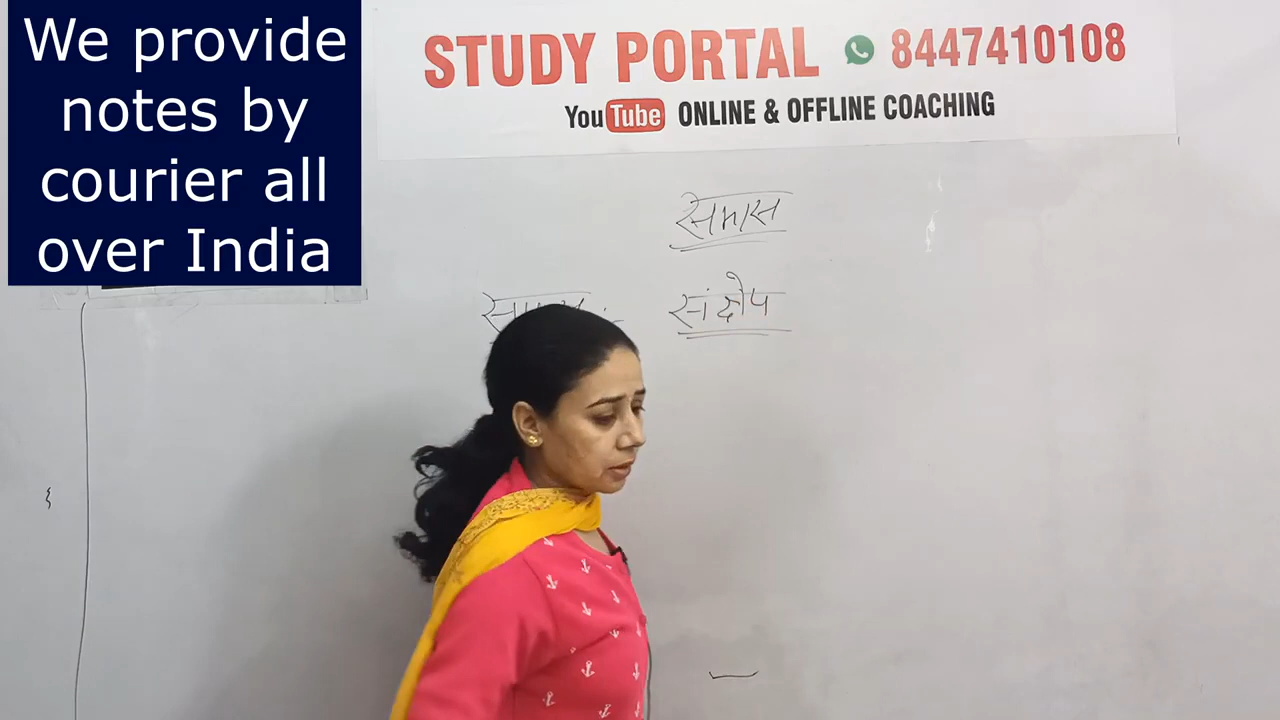 We provide
notes by
courier all
over India
STUDY PORTAL 8447410108
YouTube ONLINE & OFFLINE COACHING
समास
संक्षेप